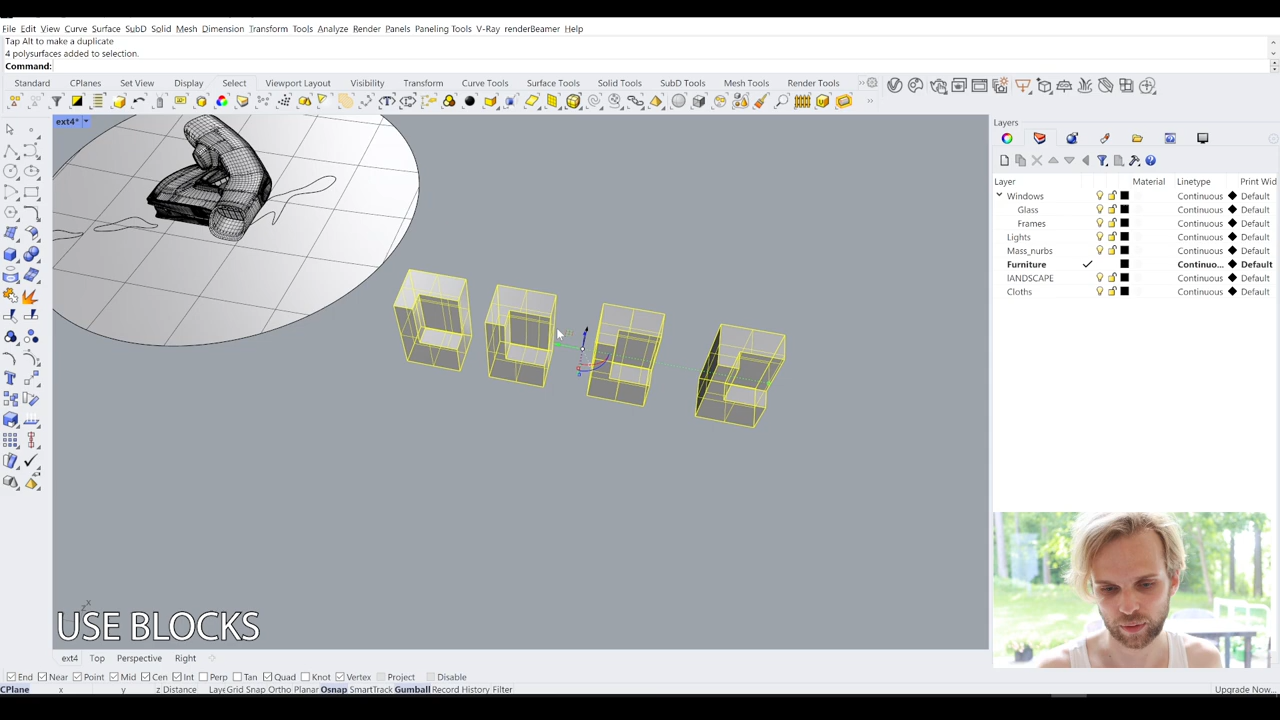 File Edit View Curve Surface SubD Solid Mesh Dimension Transform Tools Analyze Render Panels Paneling Tools V-Ray renderBeamer Help
Tap Alt to make a duplicate
4 polysurfaces added to selection.
Command:
Standard CPlanes Set View Display Select Viewport Layout Visibility Transform Curve Tools Surface Tools Solid Tools SubD Tools Mesh Tools Render Tools
ext4*
Layers
Layer Material Linetype Print Wid
Windows Continuous Default
Glass Continuous Default
Frames Continuous Default
Lights Continuous Default
Mass_nurbs Continuous Default
Furniture Continuo... Default
lANDSCAPE Continuous Default
Cloths Continuous Default
USE BLOCKS
ext4 Top Perspective Right
End Near Point Mid Cen Int Perp Tan Quad Knot Vertex Project Disable
CPlane x y z Distance Grid Snap Ortho Planar Osnap SmartTrack Gumball Record History Filter Upgrade Now...